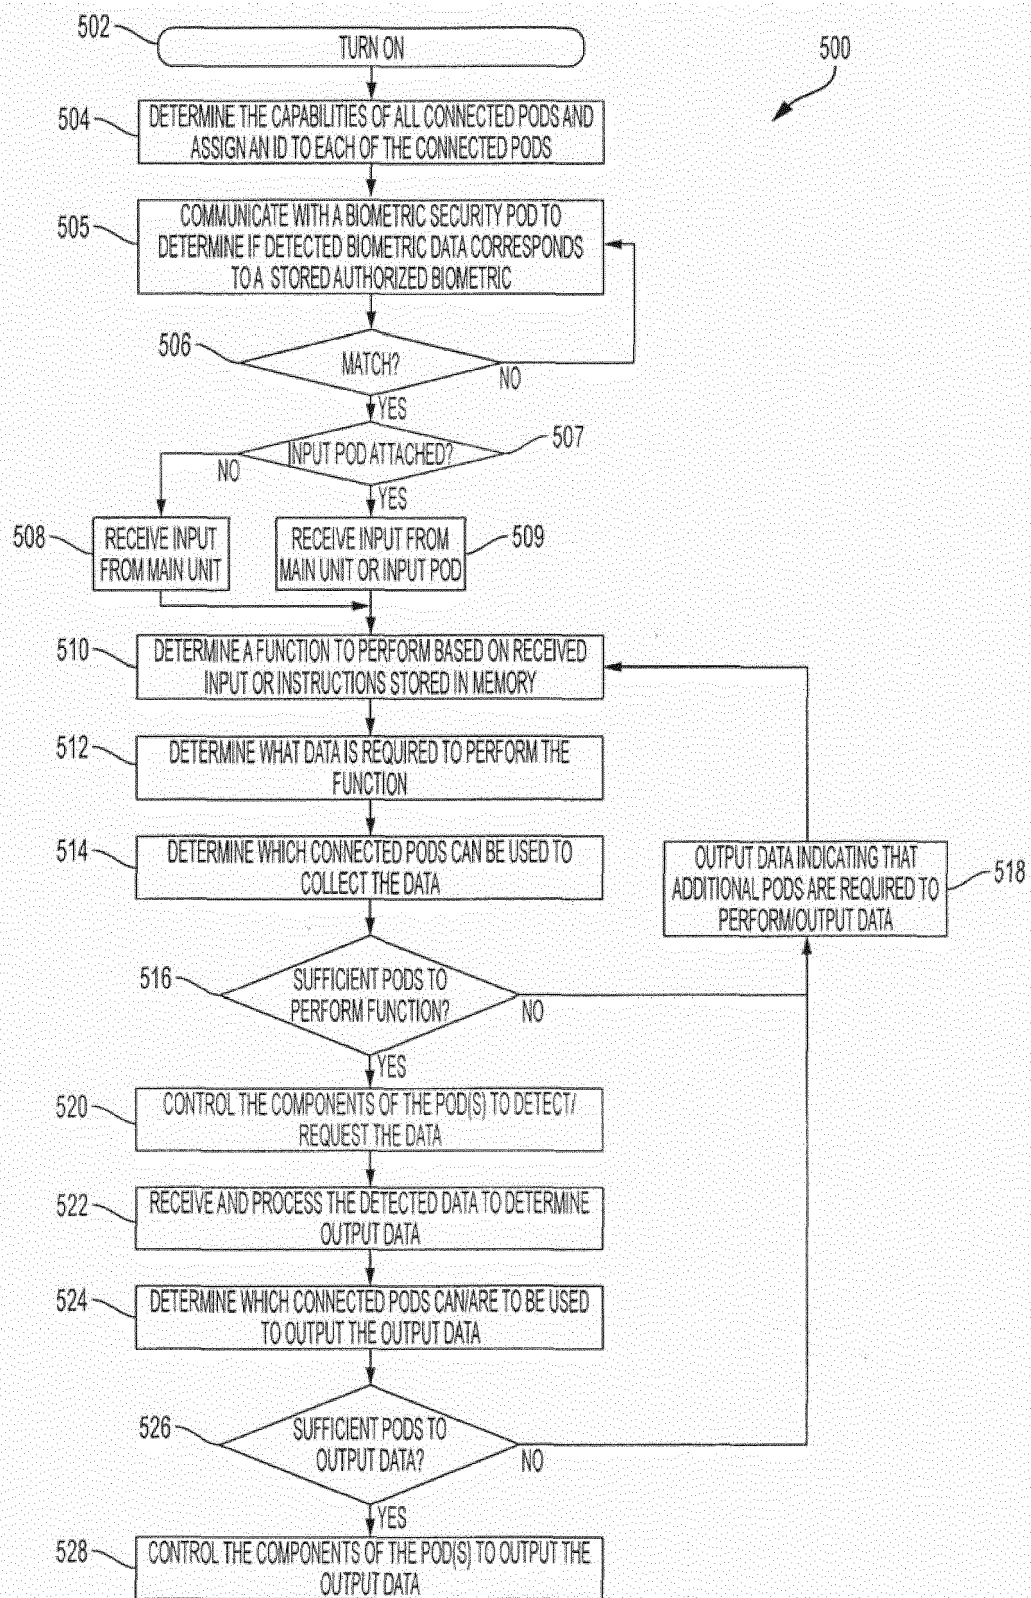 502
TURN ON
500
504
DETERMINE THE CAPABILITIES OF ALL CONNECTED PODS AND
ASSIGN AN ID TO EACH OF THE CONNECTED PODS
505
COMMUNICATE WITH A BIOMETRIC SECURITY POD TO
DETERMINE IF DETECTED BIOMETRIC DATA CORRESPONDS
TO A STORED AUTHORIZED BIOMETRIC
506
MATCH?
NO
YES
507
INPUT POD ATTACHED?
NO
YES
508
RECEIVE INPUT
FROM MAIN UNIT
RECEIVE INPUT FROM
MAIN UNIT OR INPUT POD
509
510
DETERMINE A FUNCTION TO PERFORM BASED ON RECEIVED
INPUT OR INSTRUCTIONS STORED IN MEMORY
512
DETERMINE WHAT DATA IS REQUIRED TO PERFORM THE
FUNCTION
514
DETERMINE WHICH CONNECTED PODS CAN BE USED TO
COLLECT THE DATA
OUTPUT DATA INDICATING THAT
ADDITIONAL PODS ARE REQUIRED TO
PERFORM/OUTPUT DATA
518
516
SUFFICIENT PODS TO
PERFORM FUNCTION?
NO
YES
520
CONTROL THE COMPONENTS OF THE POD(S) TO DETECT/
REQUEST THE DATA
522
RECEIVE AND PROCESS THE DETECTED DATA TO DETERMINE
OUTPUT DATA
524
DETERMINE WHICH CONNECTED PODS CAN/ARE TO BE USED
TO OUTPUT THE OUTPUT DATA
526
SUFFICIENT PODS TO
OUTPUT DATA?
NO
YES
528
CONTROL THE COMPONENTS OF THE POD(S) TO OUTPUT THE
OUTPUT DATA